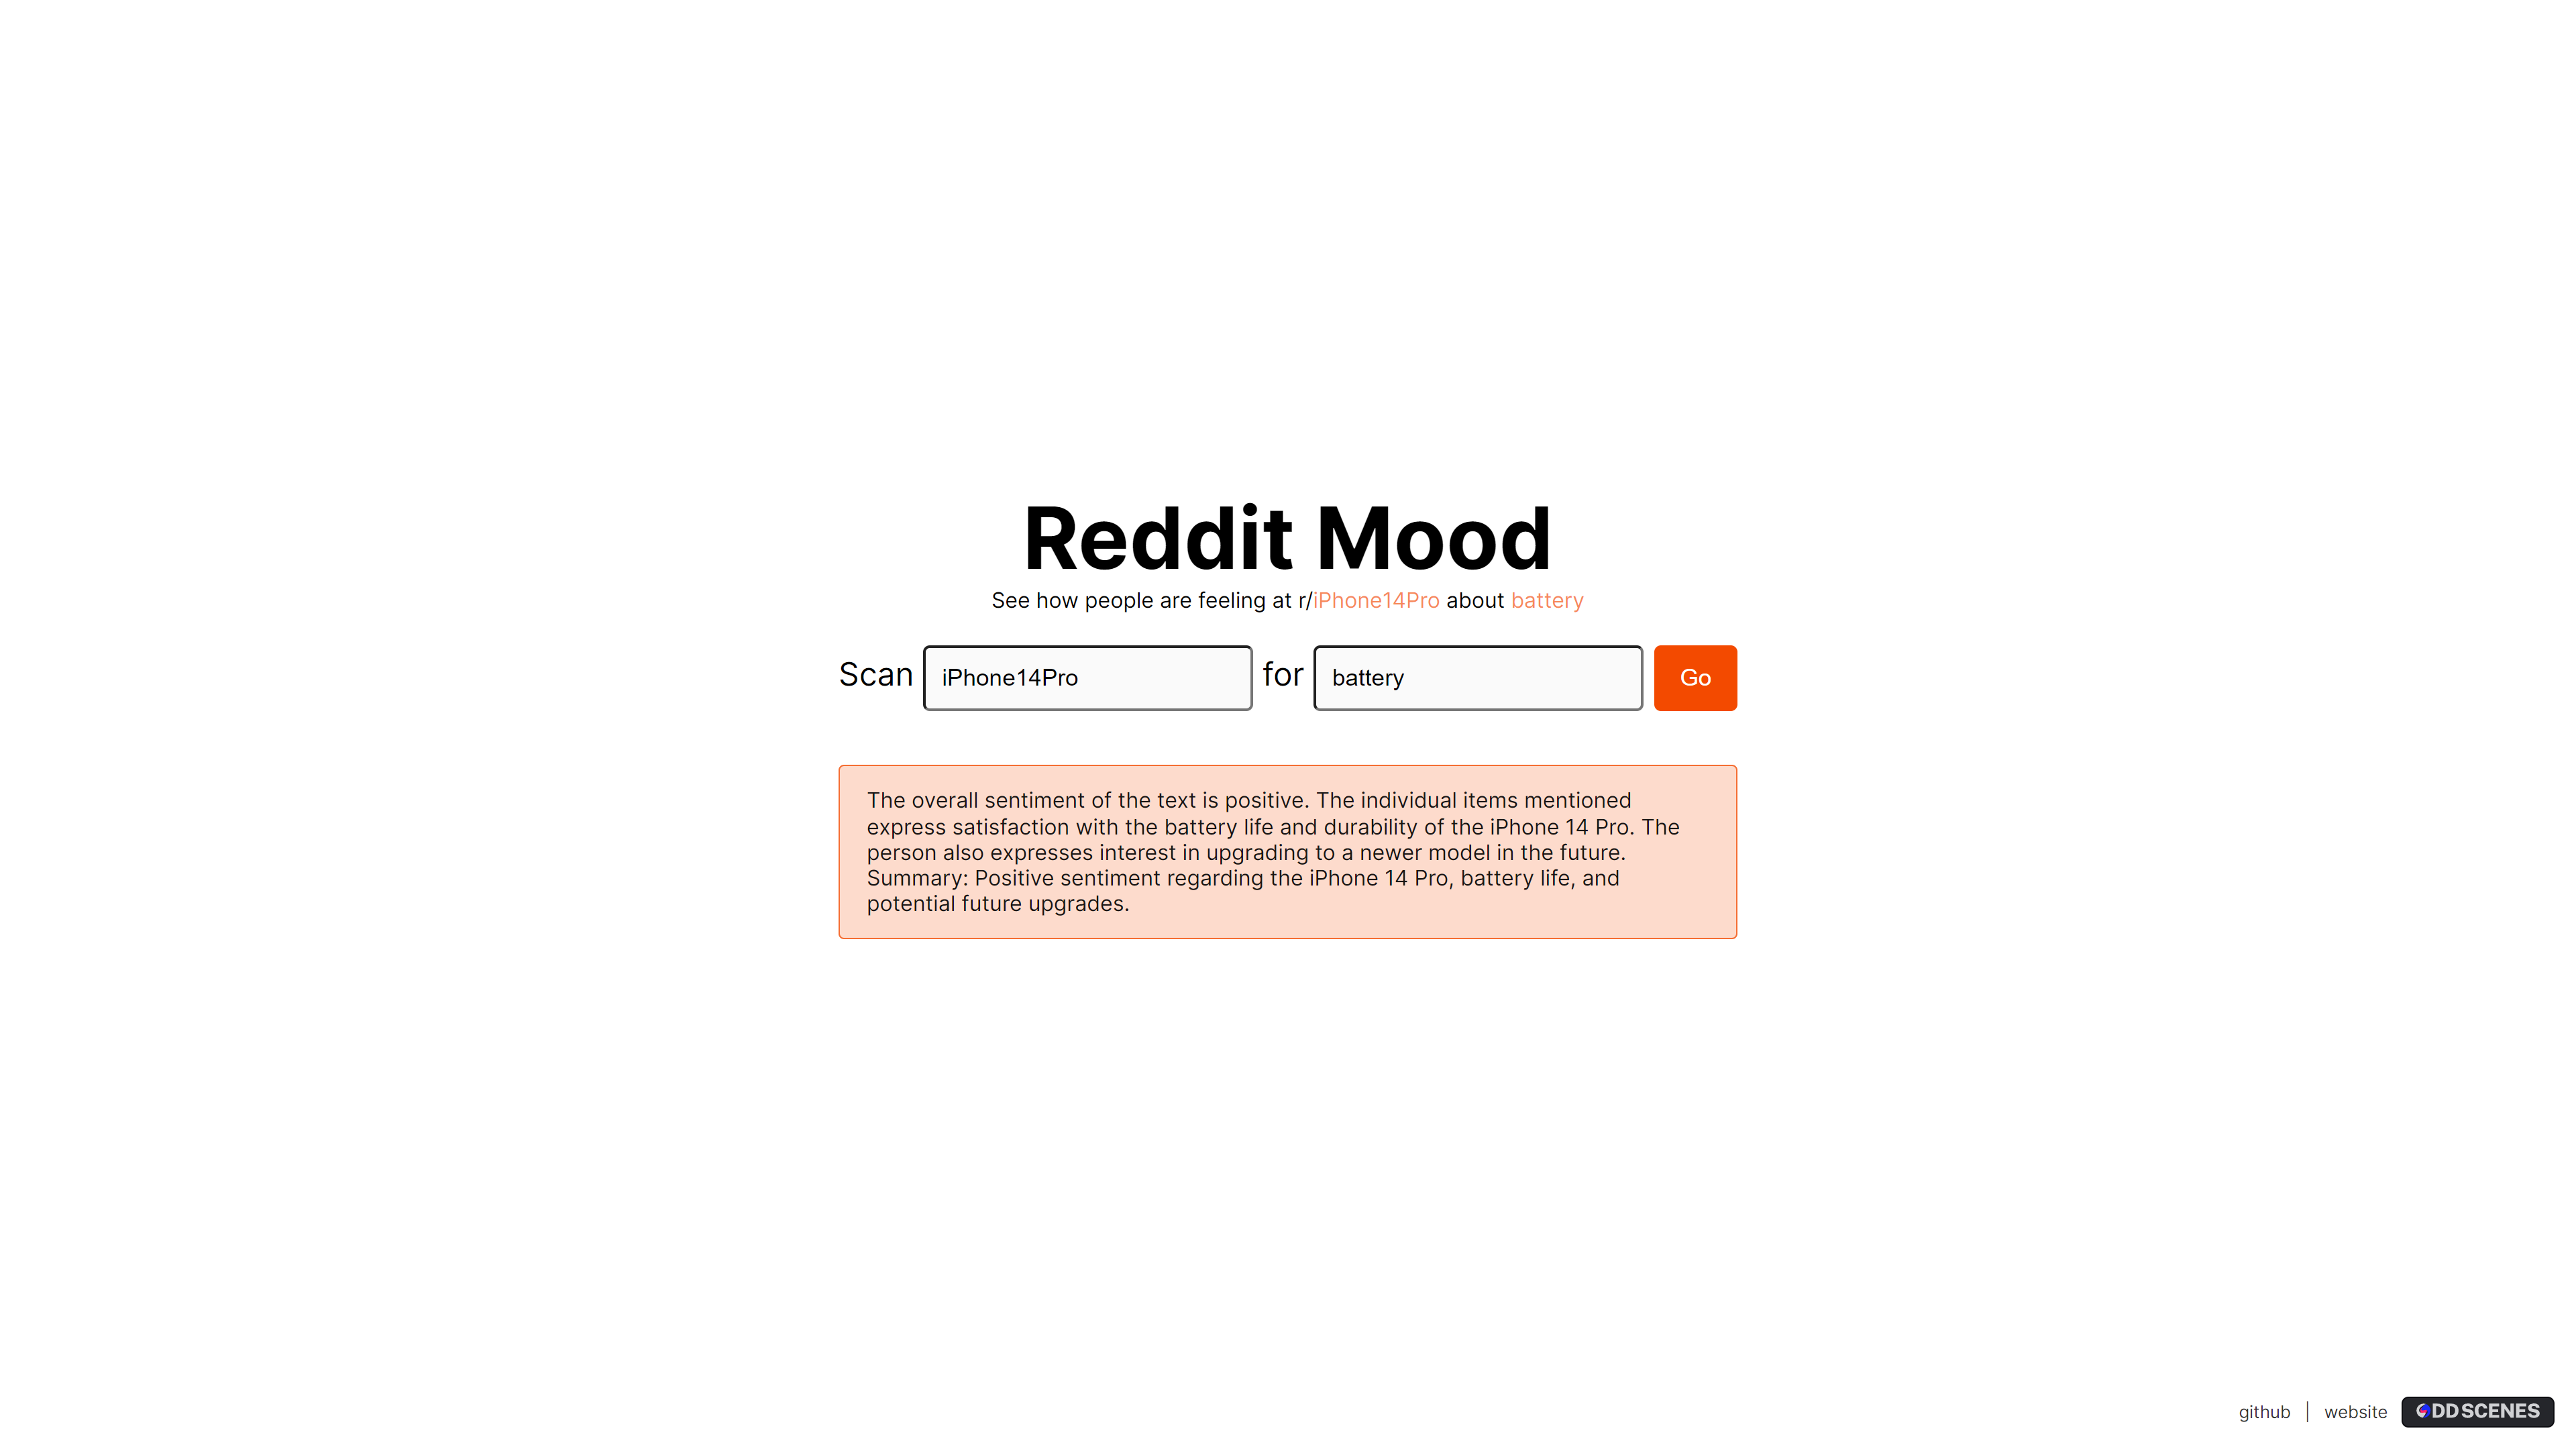 Reddit Mood
See how people are feeling at r/iPhone14Pro about battery
Scan iPhone14Pro for battery Go
The overall sentiment of the text is positive. The individual items mentioned
express satisfaction with the battery life and durability of the iPhone 14 Pro. The
person also expresses interest in upgrading to a newer model in the future.
Summary: Positive sentiment regarding the iPhone 14 Pro, battery life, and
potential future upgrades.
github | website ODDSCENES